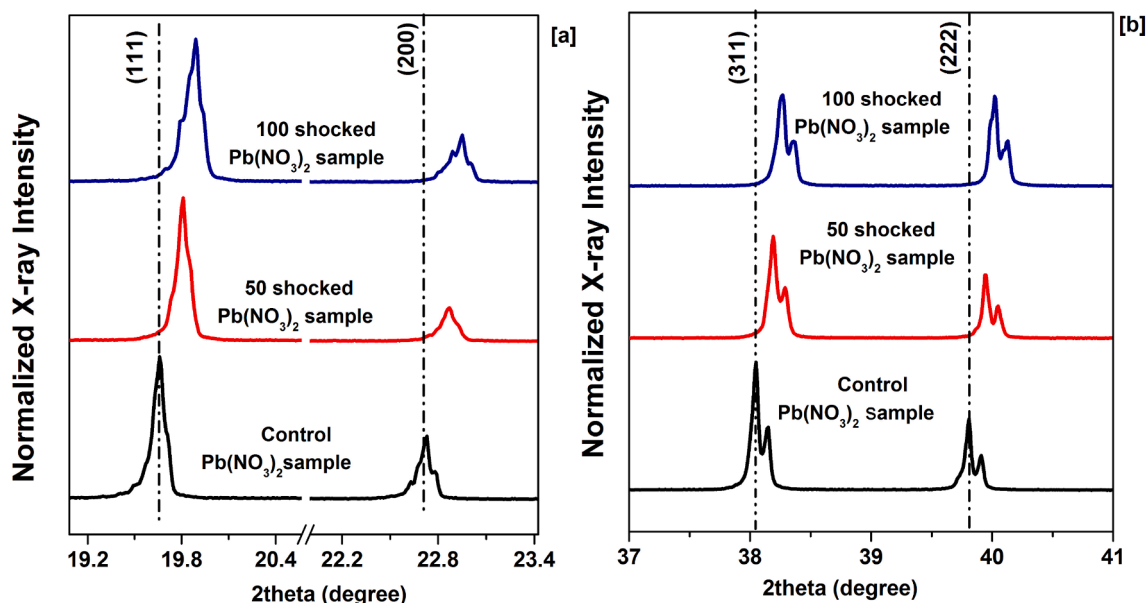 [a]
(111)
(200)
100 shocked
Pb(NO₃)₂ sample
50 shocked
Pb(NO₃)₂ sample
Control
Pb(NO₃)₂sample
Normalized X-ray Intensity
19.2 19.8 20.4 22.2 22.8 23.4
2theta (degree)
[b]
(311)
(222)
100 shocked
Pb(NO₃)₂ sample
50 shocked
Pb(NO₃)₂ sample
Control
Pb(NO₃)₂ sample
Normalized X-ray Intensity
37 38 39 40 41
2theta (degree)